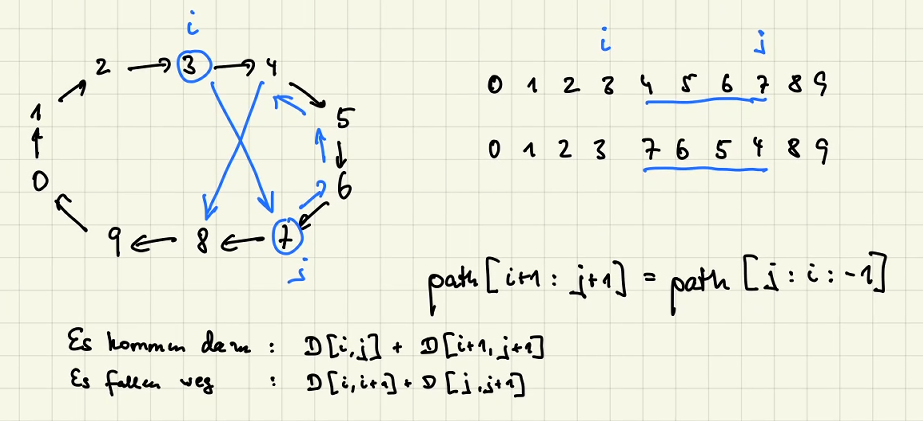 i
2 3 4
1 5
0 6
9 8 7
j
i j
0 1 2 3 4 5 6 7 8 9
0 1 2 3 7 6 5 4 8 9
path[i+1 : j+1] = path[j : i : -1]
Es kommen dazu : D[i,j] + D[i+1, j+1]
Es fallen weg : D[i,i+1] + D[j,j+1]